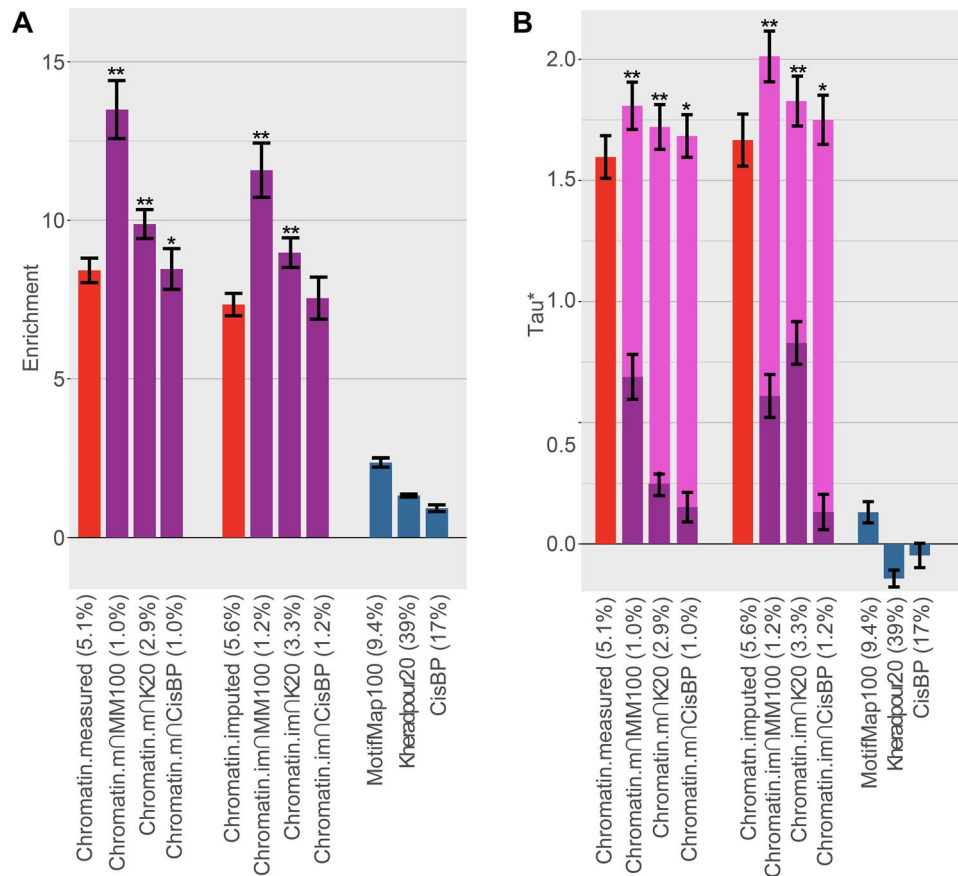 A
15
10
5
0
Enrichment
**
**
*
**
**
Chromatin.measured (5.1%)
Chromatin.m∩MM100 (1.0%)
Chromatin.m∩K20 (2.9%)
Chromatin.m∩CisBP (1.0%)
Chromatin.imputed (5.6%)
Chromatin.im∩MM100 (1.2%)
Chromatin.im∩K20 (3.3%)
Chromatin.im∩CisBP (1.2%)
MotifMap100 (9.4%)
Kheradpour20 (39%)
CisBP (17%)
B
2.0
1.5
1.0
0.5
0.0
Tau*
**
**
*
**
**
*
Chromatin.measured (5.1%)
Chromatin.m∩MM100 (1.0%)
Chromatin.m∩K20 (2.9%)
Chromatin.m∩CisBP (1.0%)
Chromatin.imputed (5.6%)
Chromatin.im∩MM100 (1.2%)
Chromatin.im∩K20 (3.3%)
Chromatin.im∩CisBP (1.2%)
MotifMap100 (9.4%)
Kheradpour20 (39%)
CisBP (17%)